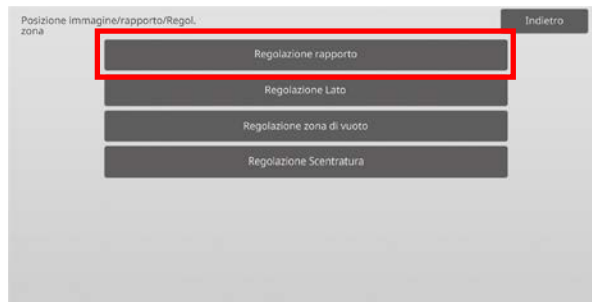 Posizione immagine/rapporto/Regol.
zona
Indietro
Regolazione rapporto
Regolazione Lato
Regolazione zona di vuoto
Regolazione Scentratura